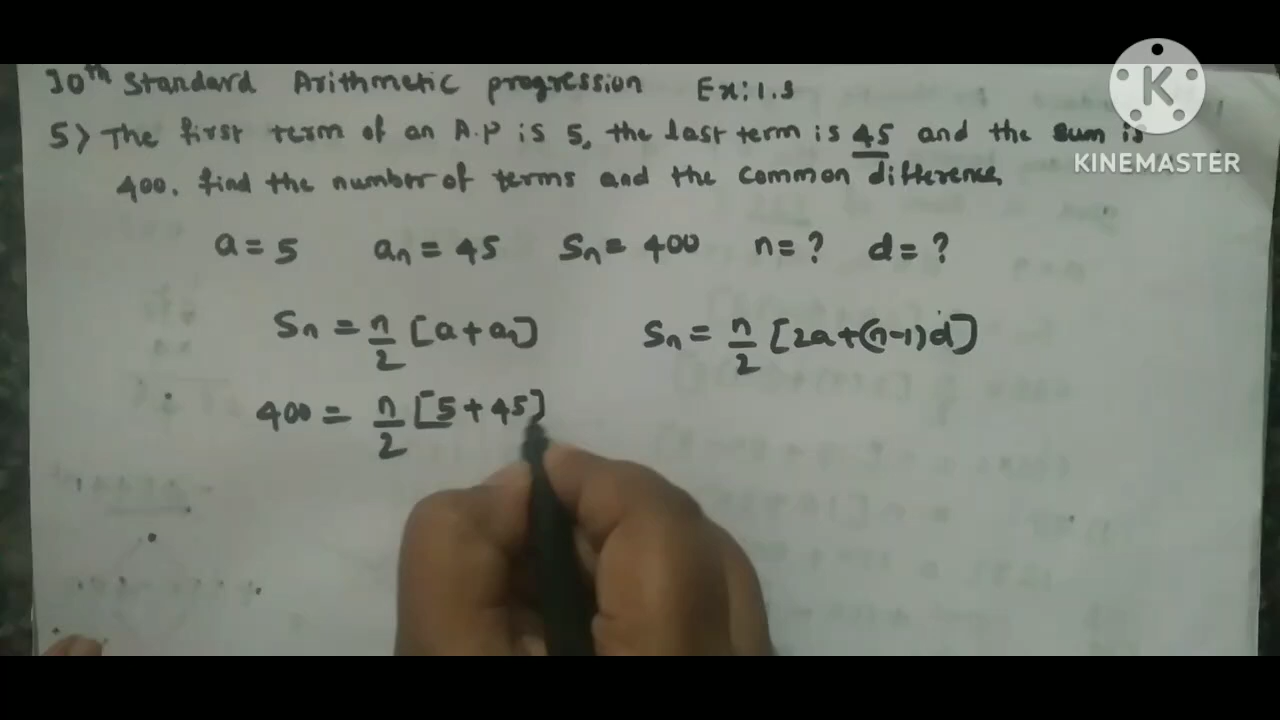 10th Standard Arithmetic progression Ex: 1.3
5) The first term of an A.P is 5, the last term is 45 and the sum is
400. find the number of terms and the common difference.
a = 5 an = 45 Sn = 400 n = ? d = ?
Sn = n/2 [a + an] Sn = n/2 [2a + (n-1)d]
400 = n/2 [5 + 45]
K
KINEMASTER